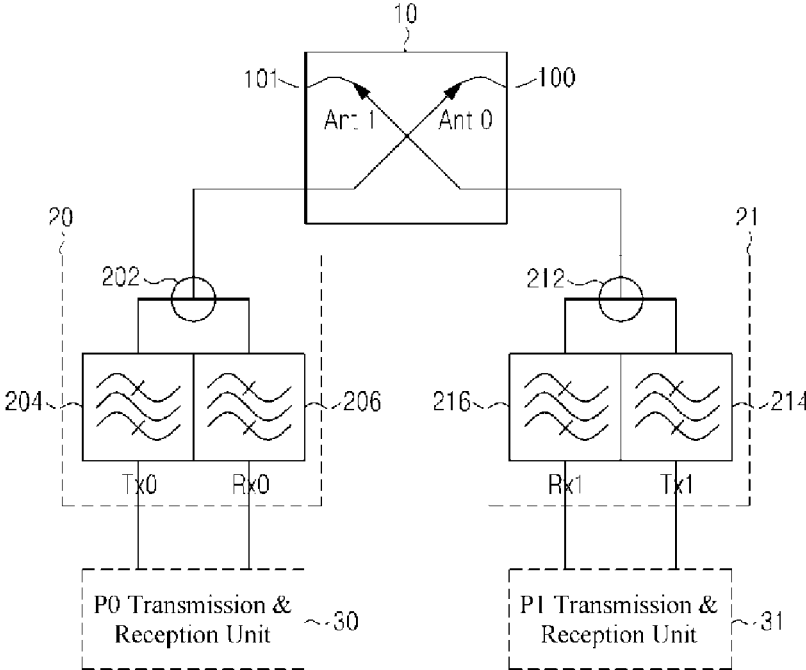 10
101
100
Ant 1
Ant 0
20
21
202
212
204
206
216
214
Tx0
Rx0
Rx1
Tx1
P0 Transmission &
Reception Unit
30
P1 Transmission &
Reception Unit
31